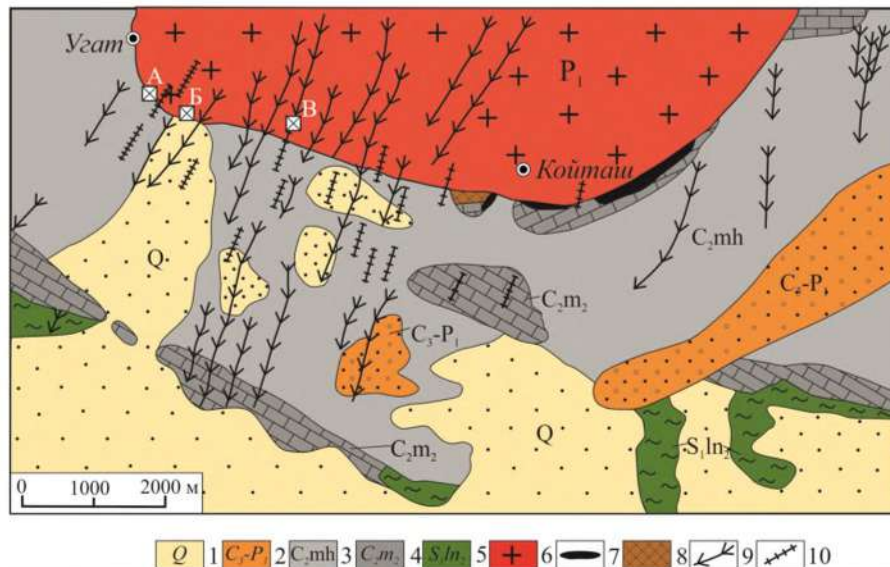 Угат
А
Б
В
P₁
Койташ
Q
C₂mh
C₂m₂
C₃-P₁
C₃-P₁
C₂m₂
Q
S₁ln₂
0 1000 2000 м
Q 1 C₃-P₁ 2 C₂mh 3 C₂m₂ 4 S₁ln₂ 5 6 7 8 9 10